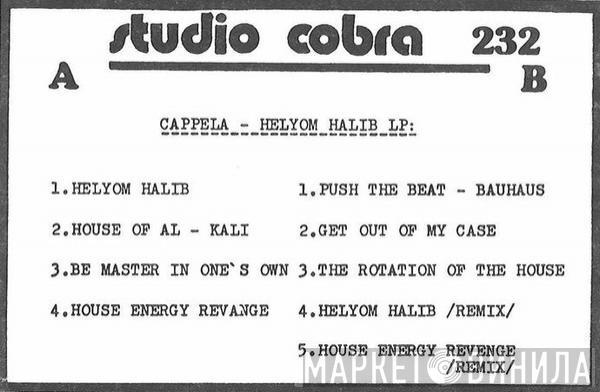 studio cobra 232
A B
CAPPELA - HELYOM HALIB LP:
1.HELYOM HALIB
2.HOUSE OF AL - KALI
3.BE MASTER IN ONE`S OWN
4.HOUSE ENERGY REVANGE
1.PUSH THE BEAT - BAUHAUS
2.GET OUT OF MY CASE
3.THE ROTATION OF THE HOUSE
4.HELYOM HALIB /REMIX/
5.HOUSE ENERGY REVENGE
/REMIX/
МАРКЕТ ВИНИЛА